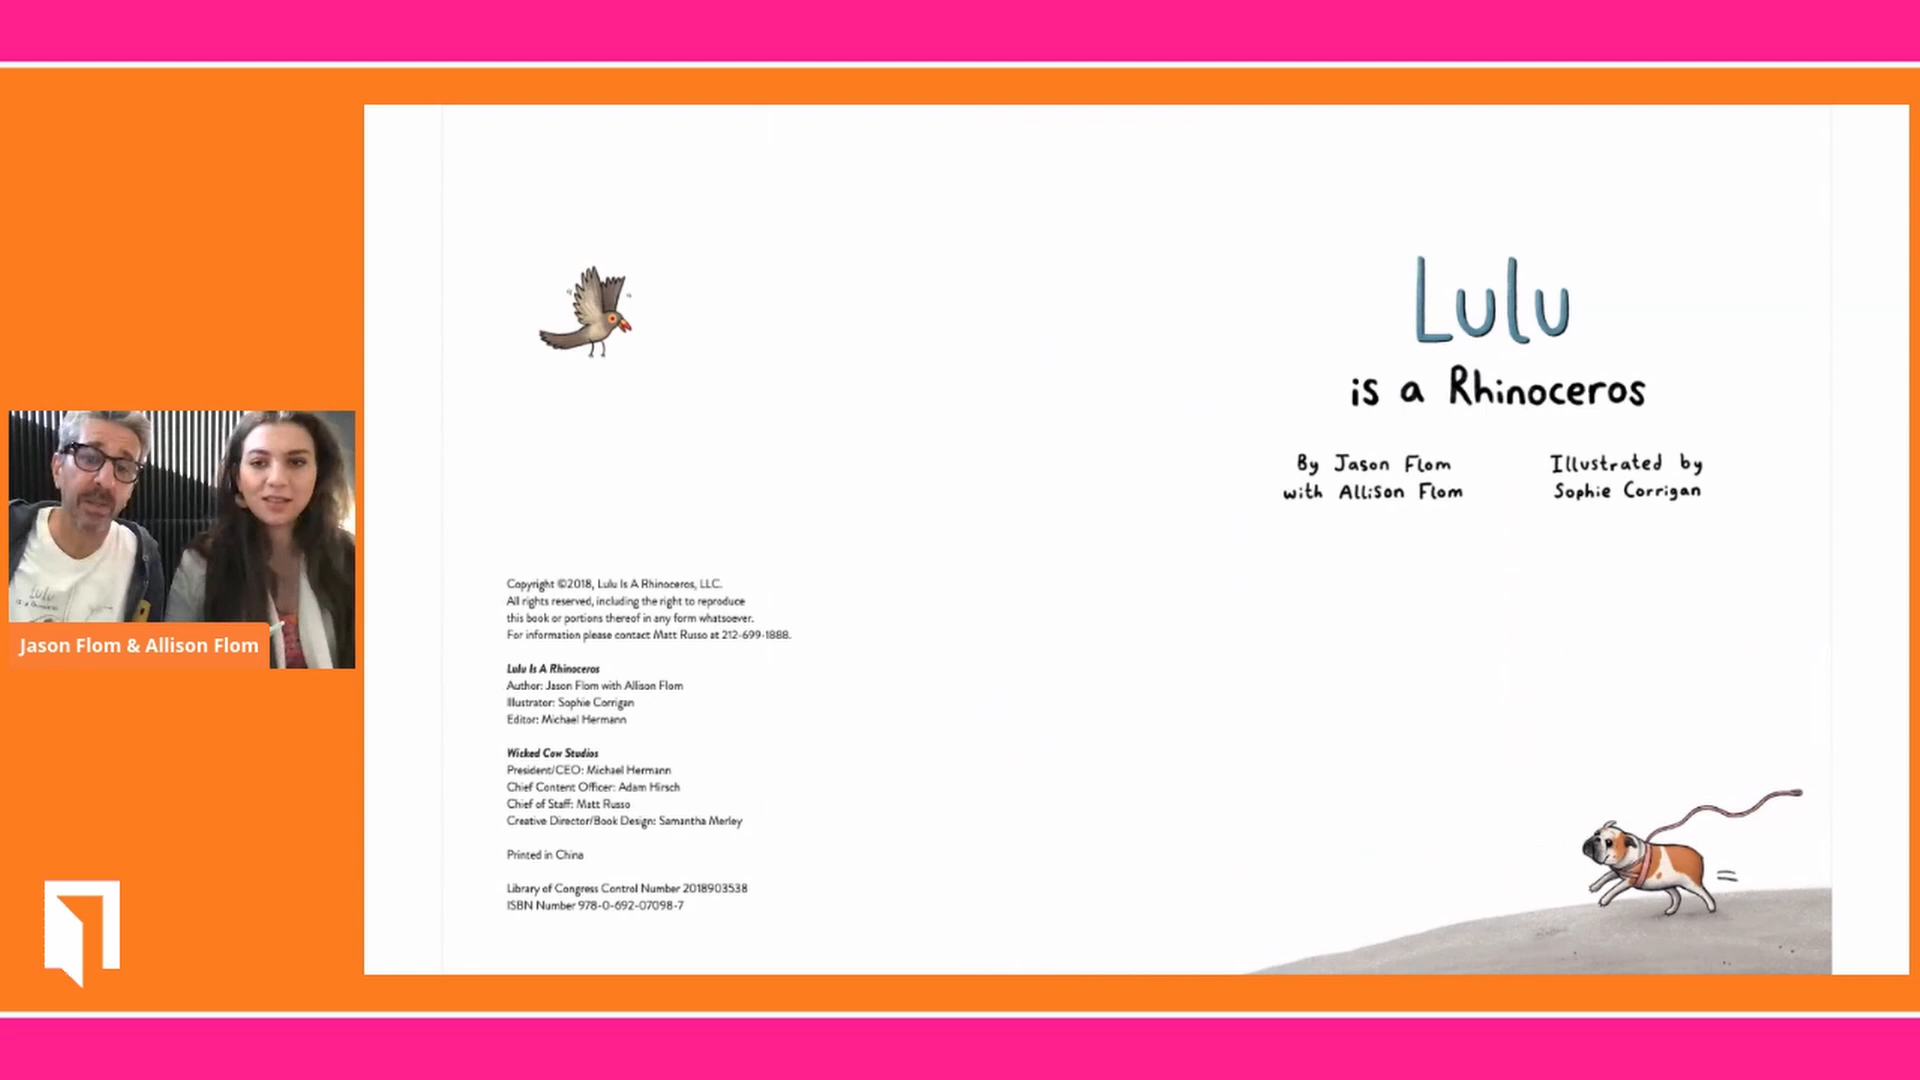 Lulu
is a Rhinoceros
By Jason Flom
with Allison Flom
Illustrated by
Sophie Corrigan
Copyright ©2018, Lulu Is A Rhinoceros, LLC.
All rights reserved, including the right to reproduce
this book or portions thereof in any form whatsoever.
For information please contact Matt Russo at 212-699-1888.
Lulu Is A Rhinoceros
Author: Jason Flom with Allison Flom
Illustrator: Sophie Corrigan
Editor: Michael Hermann
Wicked Cow Studios
President/CEO: Michael Hermann
Chief Content Officer: Adam Hirsch
Chief of Staff: Matt Russo
Creative Director/Book Design: Samantha Merley
Printed in China
Library of Congress Control Number 2018903538
ISBN Number 978-0-692-07098-7
Lulu
is a Rhinoceros
Jason Flom & Allison Flom